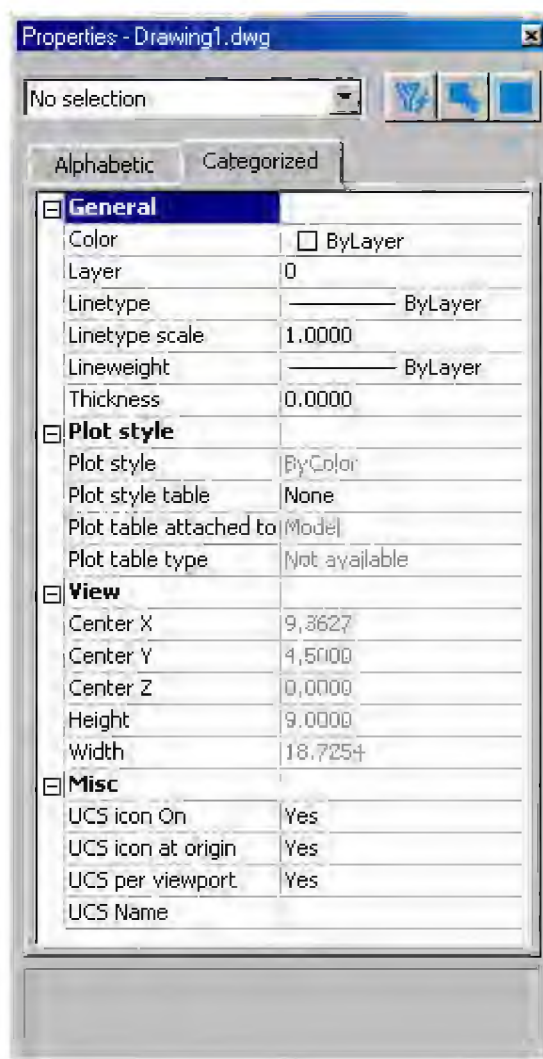 Properties - Drawing1.dwg
No selection
Alphabetic Categorized
General
Color ByLayer
Layer 0
Linetype ByLayer
Linetype scale 1.0000
Lineweight ByLayer
Thickness 0.0000
Plot style
Plot style ByColor
Plot style table None
Plot table attached to Model
Plot table type Not available
View
Center X 9.3627
Center Y 4.5000
Center Z 0.0000
Height 9.0000
Width 18.7254
Misc
UCS icon On Yes
UCS icon at origin Yes
UCS per viewport Yes
UCS Name